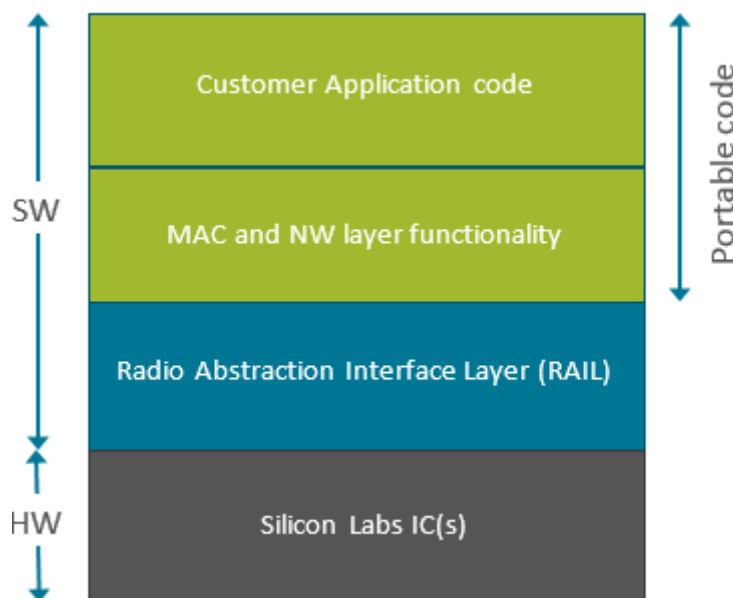 Customer Application code
SW
MAC and NW layer functionality
Portable code
Radio Abstraction Interface Layer (RAIL)
HW
Silicon Labs IC(s)